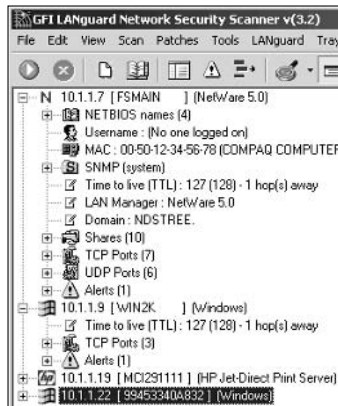 GFI LANguard Network Security Scanner v(3.2)
File Edit View Scan Patches Tools LANguard Tray
N 10.1.1.7 [ FSMAIN ] (NetWare 5.0)
NETBIOS names (4)
Username : (No one logged on)
MAC : 00-50-12-34-56-78 (COMPAQ COMPUTER
SNMP (system)
Time to live (TTL) : 127 (128) - 1 hop(s) away
LAN Manager : NetWare 5.0
Domain : NDSTREE.
Shares (10)
TCP Ports (7)
UDP Ports (6)
Alerts (1)
10.1.1.9 [ WIN2K ] (Windows)
Time to live (TTL) : 127 (128) - 1 hop(s) away
TCP Ports (3)
Alerts (1)
hp 10.1.1.19 [ MCI291111 ] (HP Jet-Direct Print Server)
10.1.1.22 [ 99453340A832 ] (Windows)